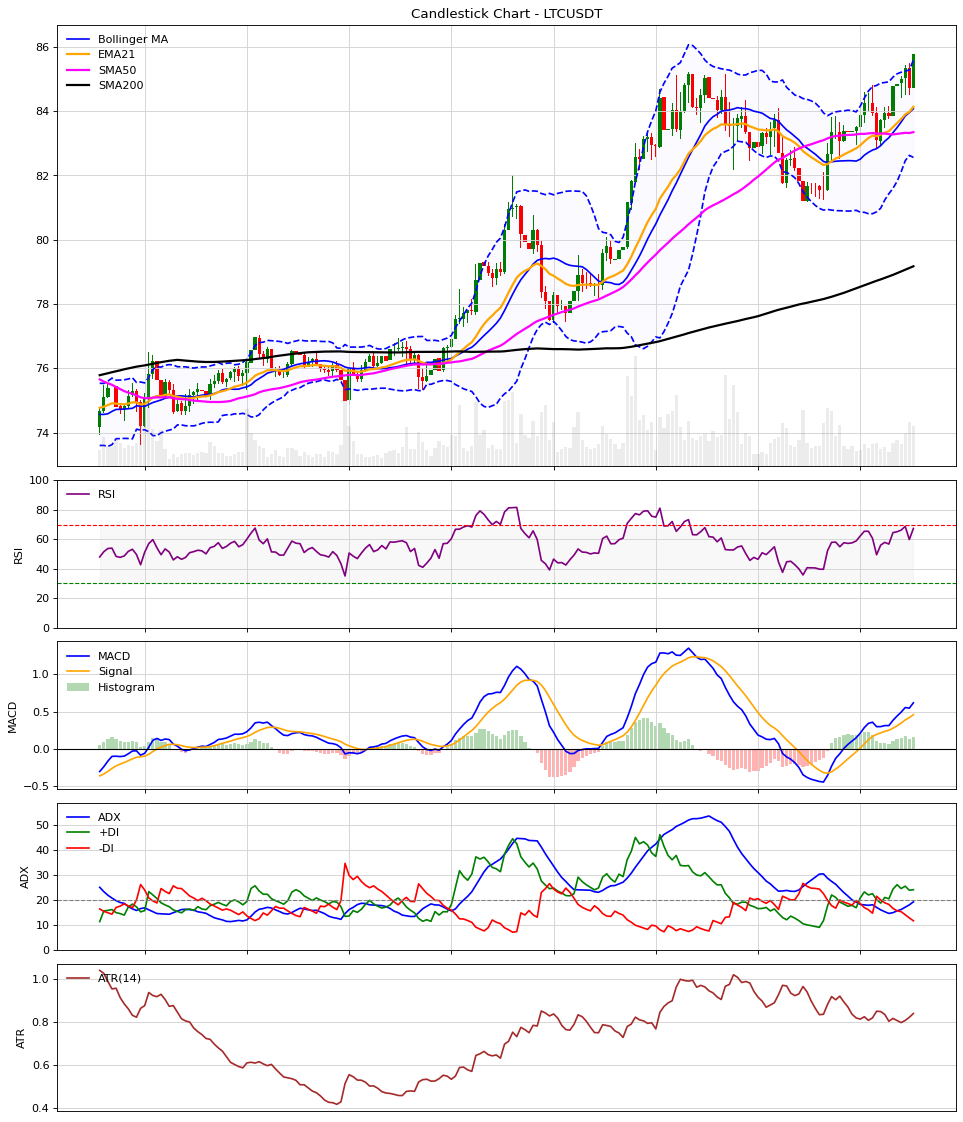 Candlestick Chart - LTCUSDT
Bollinger MA
EMA21
SMA50
SMA200
86
84
82
80
78
76
74
RSI
RSI
100
80
60
40
20
0
MACD
Signal
Histogram
MACD
1.0
0.5
0.0
−0.5
ADX
+DI
-DI
ADX
50
40
30
20
10
0
ATR(14)
ATR
1.0
0.8
0.6
0.4